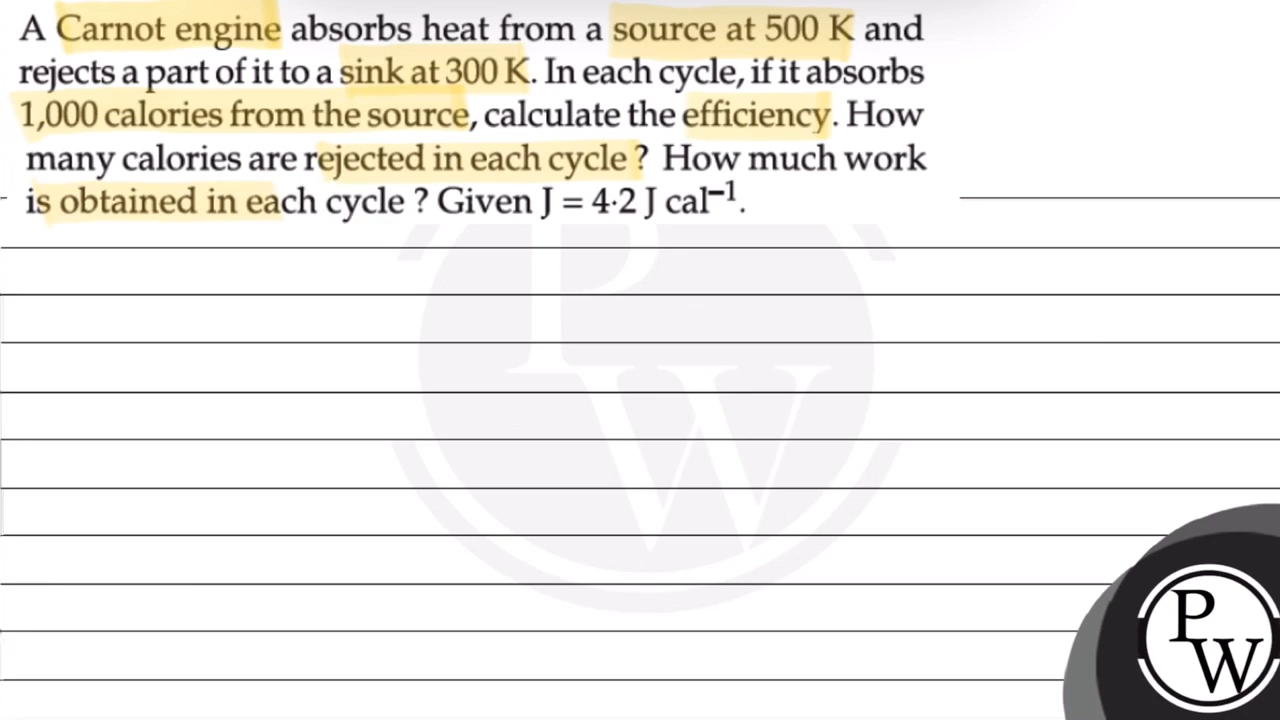 A Carnot engine absorbs heat from a source at 500 K and
rejects a part of it to a sink at 300 K. In each cycle, if it absorbs
1,000 calories from the source, calculate the efficiency. How
many calories are rejected in each cycle ? How much work
is obtained in each cycle ? Given J = 4·2 J cal⁻¹.
PW
PW